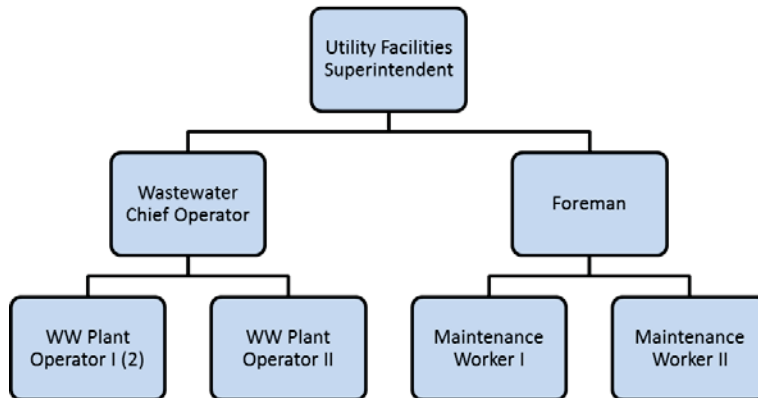 Utility Facilities
Superintendent
Wastewater
Chief Operator
Foreman
WW Plant
Operator I (2)
WW Plant
Operator II
Maintenance
Worker I
Maintenance
Worker II